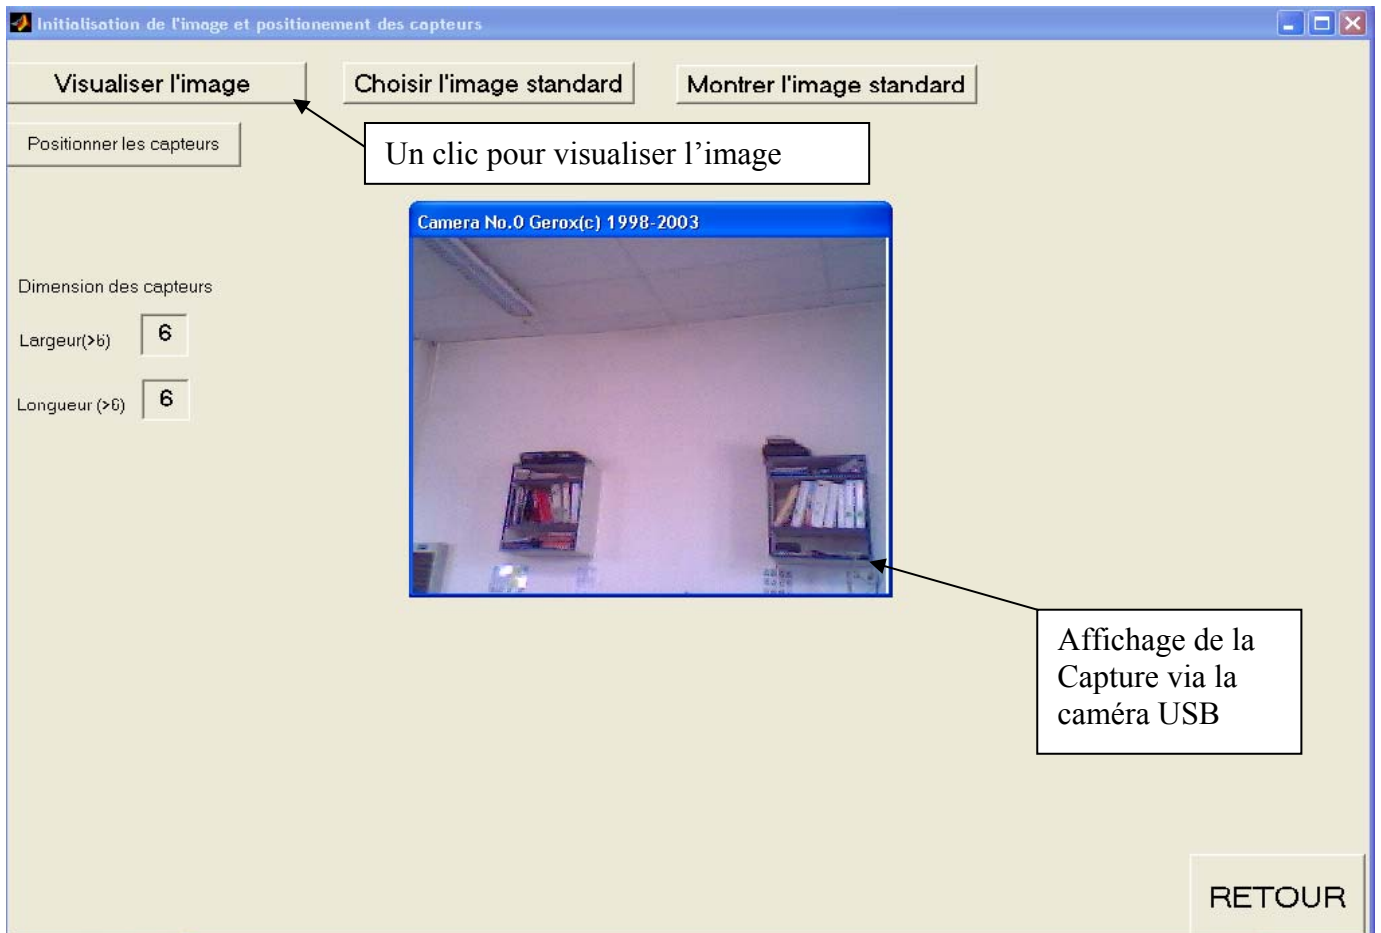 Initialisation de l'image et positionement des capteurs
Visualiser l'image
Choisir l'image standard
Montrer l'image standard
Positionner les capteurs
Un clic pour visualiser l’image
Camera No.0 Gerox(c) 1998-2003
Dimension des capteurs
Largeur(>6)
6
Longueur (>6)
6
Affichage de la
Capture via la
caméra USB
RETOUR